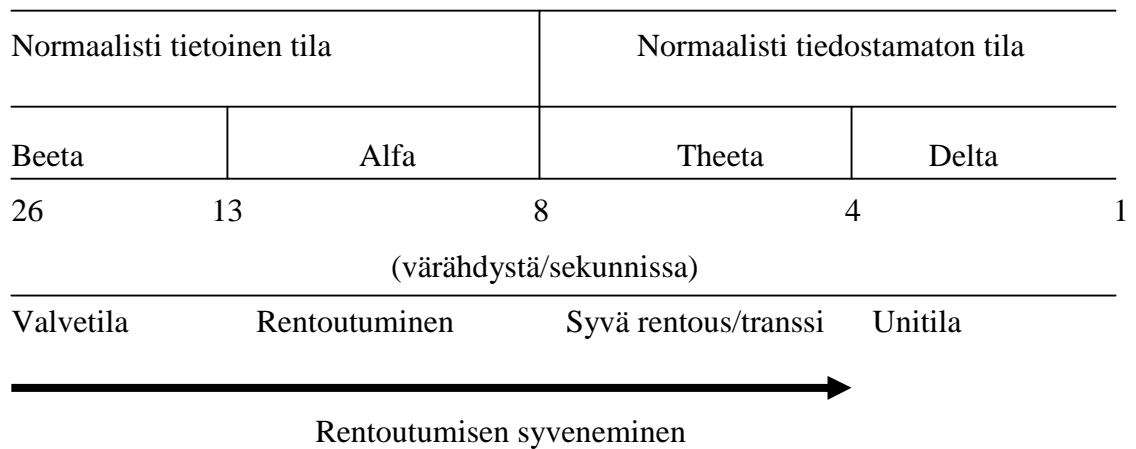 Normaalisti tietoinen tila Normaalisti tiedostamaton tila
Beeta Alfa Theeta Delta
26 13 8 4 1
(värähdystä/sekunnissa)
Valvetila Rentoutuminen Syvä rentous/transsi Unitila
Rentoutumisen syveneminen